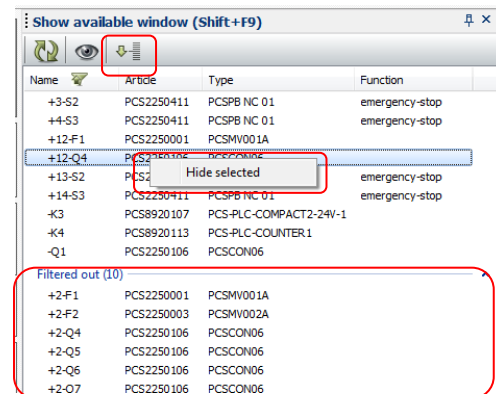 Show available window (Shift+F9)
Name Article Type Function
+3-S2 PCS2250411 PCSPB NC 01 emergency-stop
+4-S3 PCS2250411 PCSPB NC 01 emergency-stop
+12-F1 PCS2250001 PCSMV001A
+12-Q4 PCS2250106 PCSCON06
Hide selected
+13-S2 PCS2 emergency-stop
+14-S3 PCS2250411 PCSPB NC 01 emergency-stop
-K3 PCS8920107 PCS-PLC-COMPACT2-24V-1
-K4 PCS8920113 PCS-PLC-COUNTER1
-Q1 PCSCON06
Filtered out (10)
+2-F1 PCS2250001 PCSMV001A
+2-F2 PCS2250003 PCSMV002A
+2-Q4 PCS2250106 PCSCON06
+2-Q5 PCS2250106 PCSCON06
+2-Q6 PCS2250106 PCSCON06
+2-Q7 PCS2250106 PCSCON06